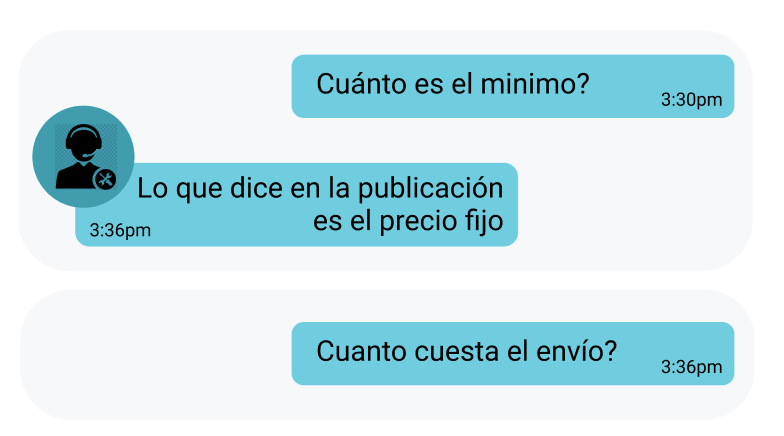 Cuánto es el minimo?
3:30pm
Lo que dice en la publicación
es el precio fijo
3:36pm
Cuanto cuesta el envío?
3:36pm